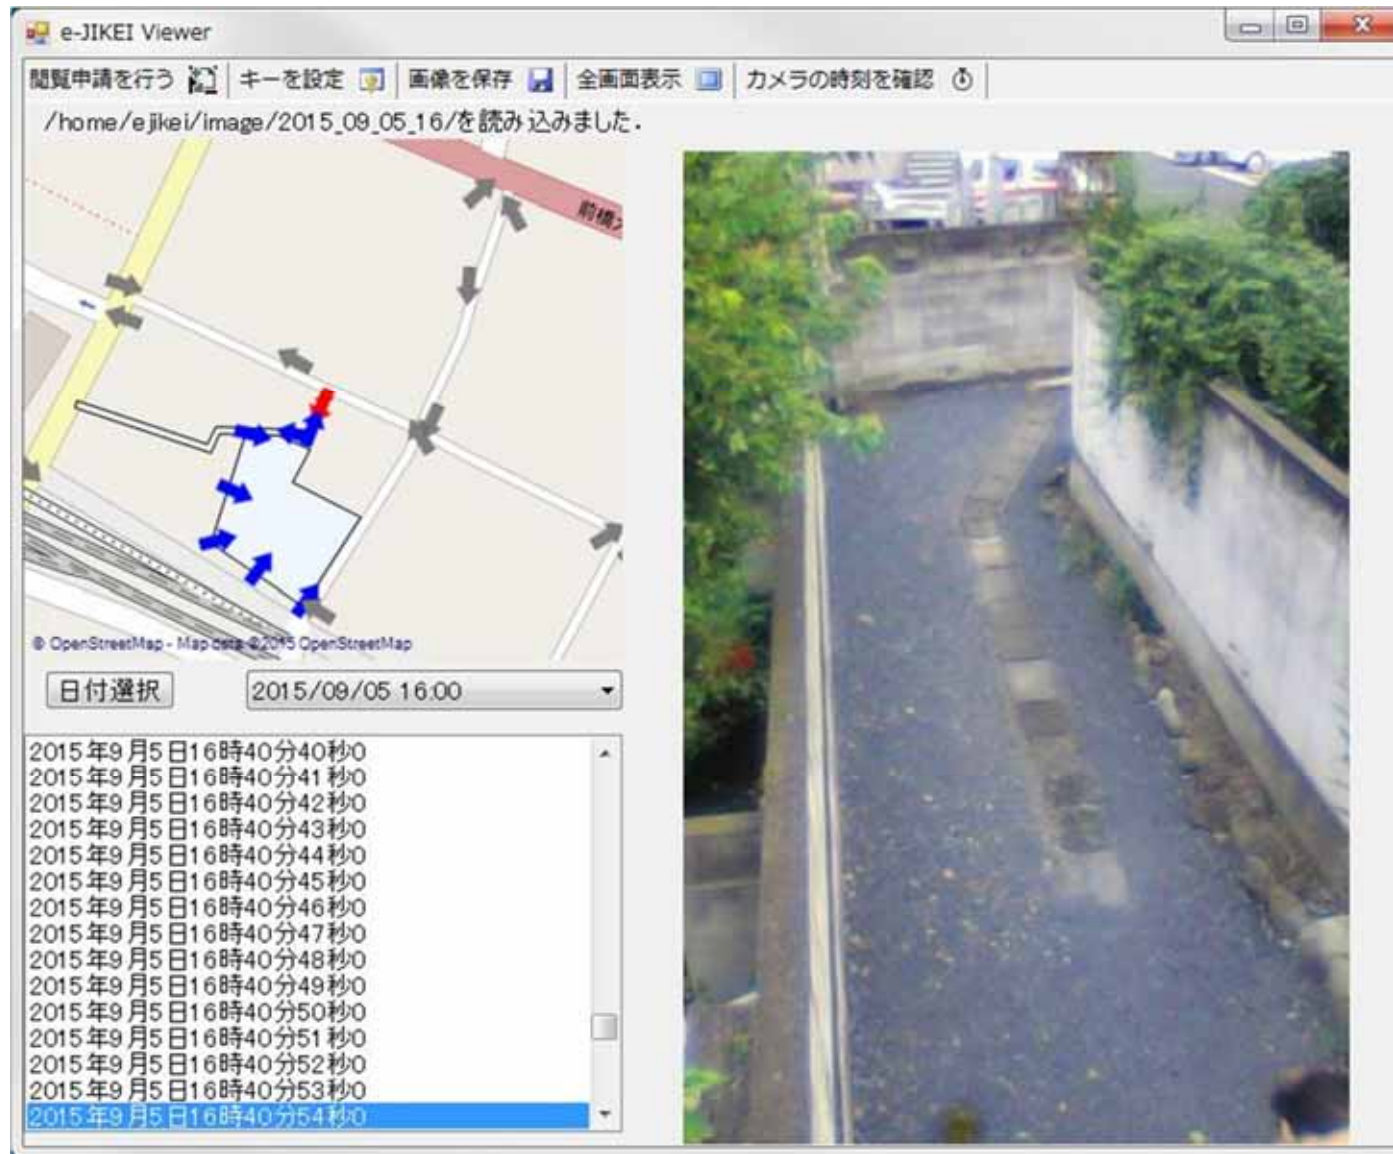 e-JIKEI Viewer
閲覧申請を行う キーを設定 画像を保存 全画面表示 カメラの時刻を確認
/home/ejikei/image/2015_09_05_16/を読み込みました.
前橋
© OpenStreetMap - Map data ©2015 OpenStreetMap
日付選択 2015/09/05 16:00
2015年9月5日16時40分40秒0
2015年9月5日16時40分41秒0
2015年9月5日16時40分42秒0
2015年9月5日16時40分43秒0
2015年9月5日16時40分44秒0
2015年9月5日16時40分45秒0
2015年9月5日16時40分46秒0
2015年9月5日16時40分47秒0
2015年9月5日16時40分48秒0
2015年9月5日16時40分49秒0
2015年9月5日16時40分50秒0
2015年9月5日16時40分51秒0
2015年9月5日16時40分52秒0
2015年9月5日16時40分53秒0
2015年9月5日16時40分54秒0